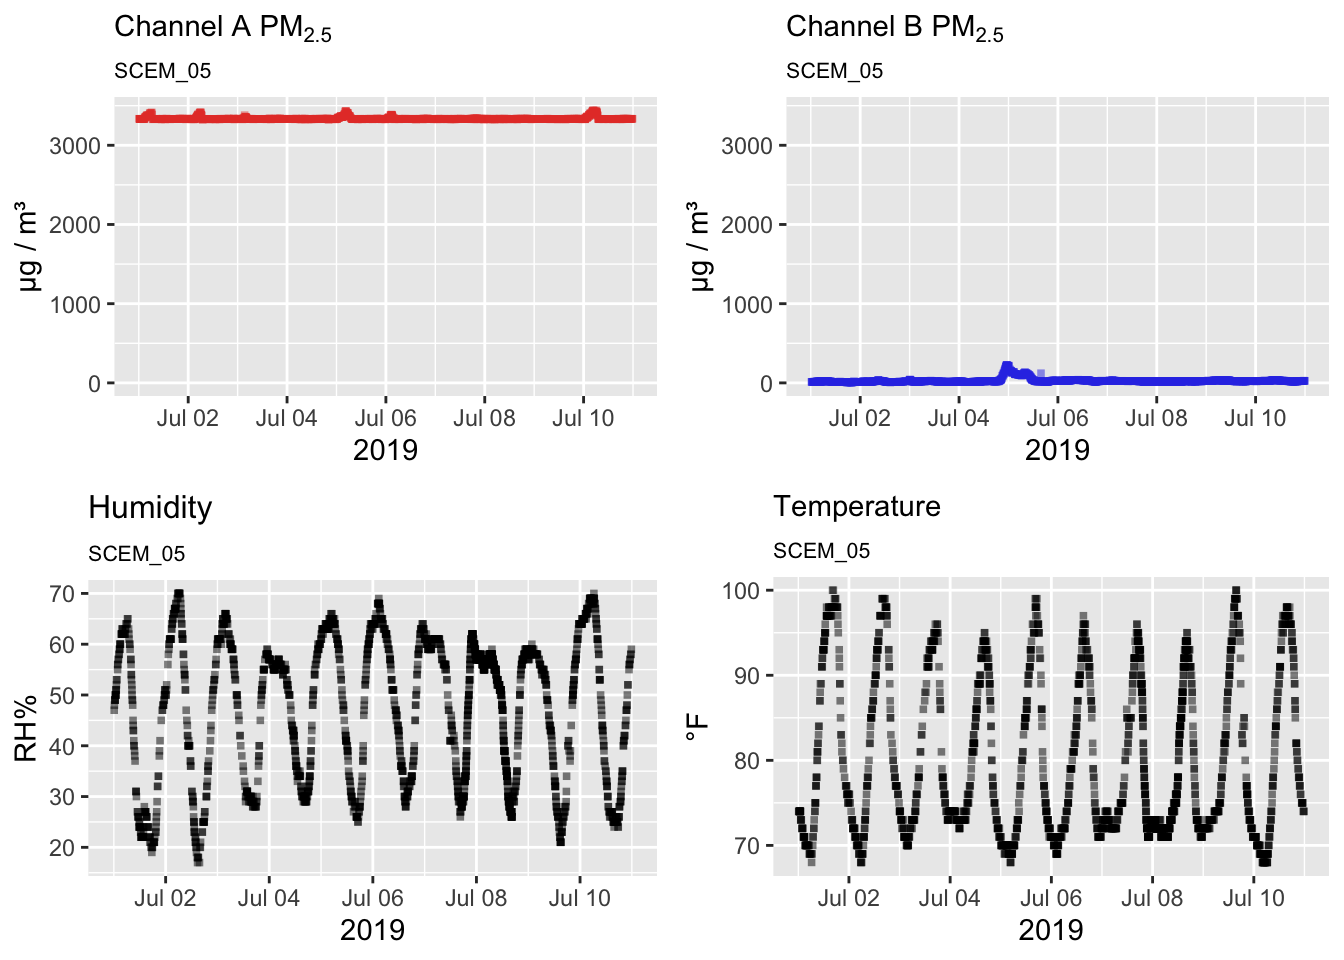 Channel A PM2.5
SCEM_05
3000
2000
1000
0
µg / m³
Jul 02 Jul 04 Jul 06 Jul 08 Jul 10
2019
Channel B PM2.5
SCEM_05
3000
2000
1000
0
µg / m³
Jul 02 Jul 04 Jul 06 Jul 08 Jul 10
2019
Humidity
SCEM_05
70
60
50
40
30
20
RH%
Jul 02 Jul 04 Jul 06 Jul 08 Jul 10
2019
Temperature
SCEM_05
100
90
80
70
°F
Jul 02 Jul 04 Jul 06 Jul 08 Jul 10
2019